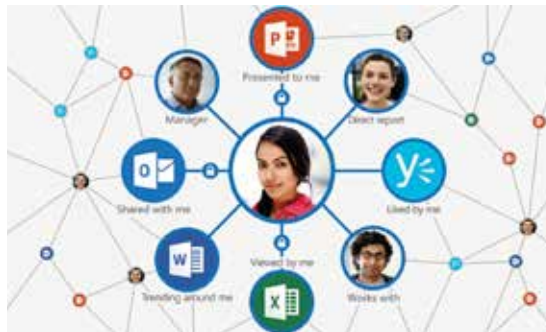 P
Presented to me
Manager
Direct report
O
Shared with me
y
Liked by me
W
Trending around me
Viewed by me
X
Works with